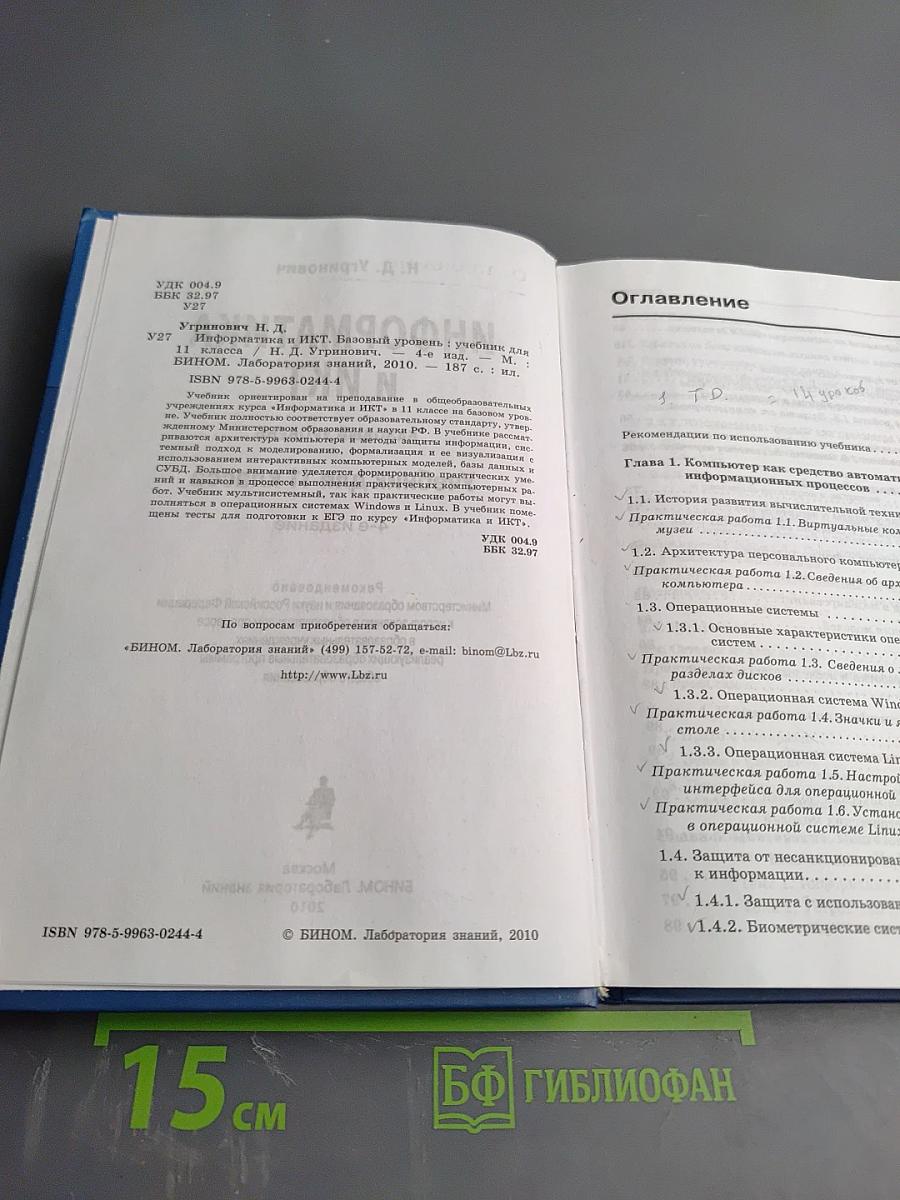 УДК 004.9
ББК 32.97
У27
Угринович Н. Д.
У27 Информатика и ИКТ. Базовый уровень : учебник для
11 класса / Н. Д. Угринович. — 4-е изд. — М. :
БИНОМ. Лаборатория знаний, 2010. — 187 с. : ил.
ISBN 978-5-9963-0244-4
Учебник ориентирован на преподавание в общеобразовательных
учреждениях курса «Информатика и ИКТ» в 11 классе на базовом уров-
не. Учебник полностью соответствует образовательному стандарту, утвер-
жденному Министерством образования и науки РФ. В учебнике рассмат-
риваются архитектура компьютера и методы защиты информации, сис-
темный подход к моделированию, формализация и ее визуализация с
использованием интерактивных компьютерных моделей, базы данных и
СУБД. Большое внимание уделяется формированию практических уме-
ний и навыков в процессе выполнения практических компьютерных ра-
бот. Учебник мультисистемный, так как практические работы могут вы-
полняться в операционных системах Windows и Linux. В учебник поме-
щены тесты для подготовки к ЕГЭ по курсу «Информатика и ИКТ».
УДК 004.9
ББК 32.97
По вопросам приобретения обращаться:
«БИНОМ. Лаборатория знаний» (499) 157-52-72, e-mail: binom@Lbz.ru
http://www.Lbz.ru
ISBN 978-5-9963-0244-4
© БИНОМ. Лаборатория знаний, 2010
Оглавление
= 14 уроков
Рекомендации по использованию учебника . . . .
Глава 1. Компьютер как средство автомати
информационных процессов . . . .
1.1. История развития вычислительной техни
Практическая работа 1.1. Виртуальные ком
музеи . . . . . . . . . . . . . . . . . . . . . . . . .
1.2. Архитектура персонального компьютер
Практическая работа 1.2. Сведения об арх
компьютера . . . . . . . . . . . . . . . . . . .
1.3. Операционные системы . . . . . . . .
1.3.1. Основные характеристики опе
систем . . . . . . . . . . . . . . . . .
Практическая работа 1.3. Сведения о
разделах дисков . . . . . . . . . . . . .
1.3.2. Операционная система Wind
Практическая работа 1.4. Значки и я
столе . . . . . . . . . . . . . . . . . . . .
1.3.3. Операционная система Lin
Практическая работа 1.5. Настрой
интерфейса для операционной
Практическая работа 1.6. Устано
в операционной системе Linux
1.4. Защита от несанкционирован
к информации. . . . . . . . . . .
1.4.1. Защита с использован
1.4.2. Биометрические сист
15 см
БФ ГИБЛИОФАН